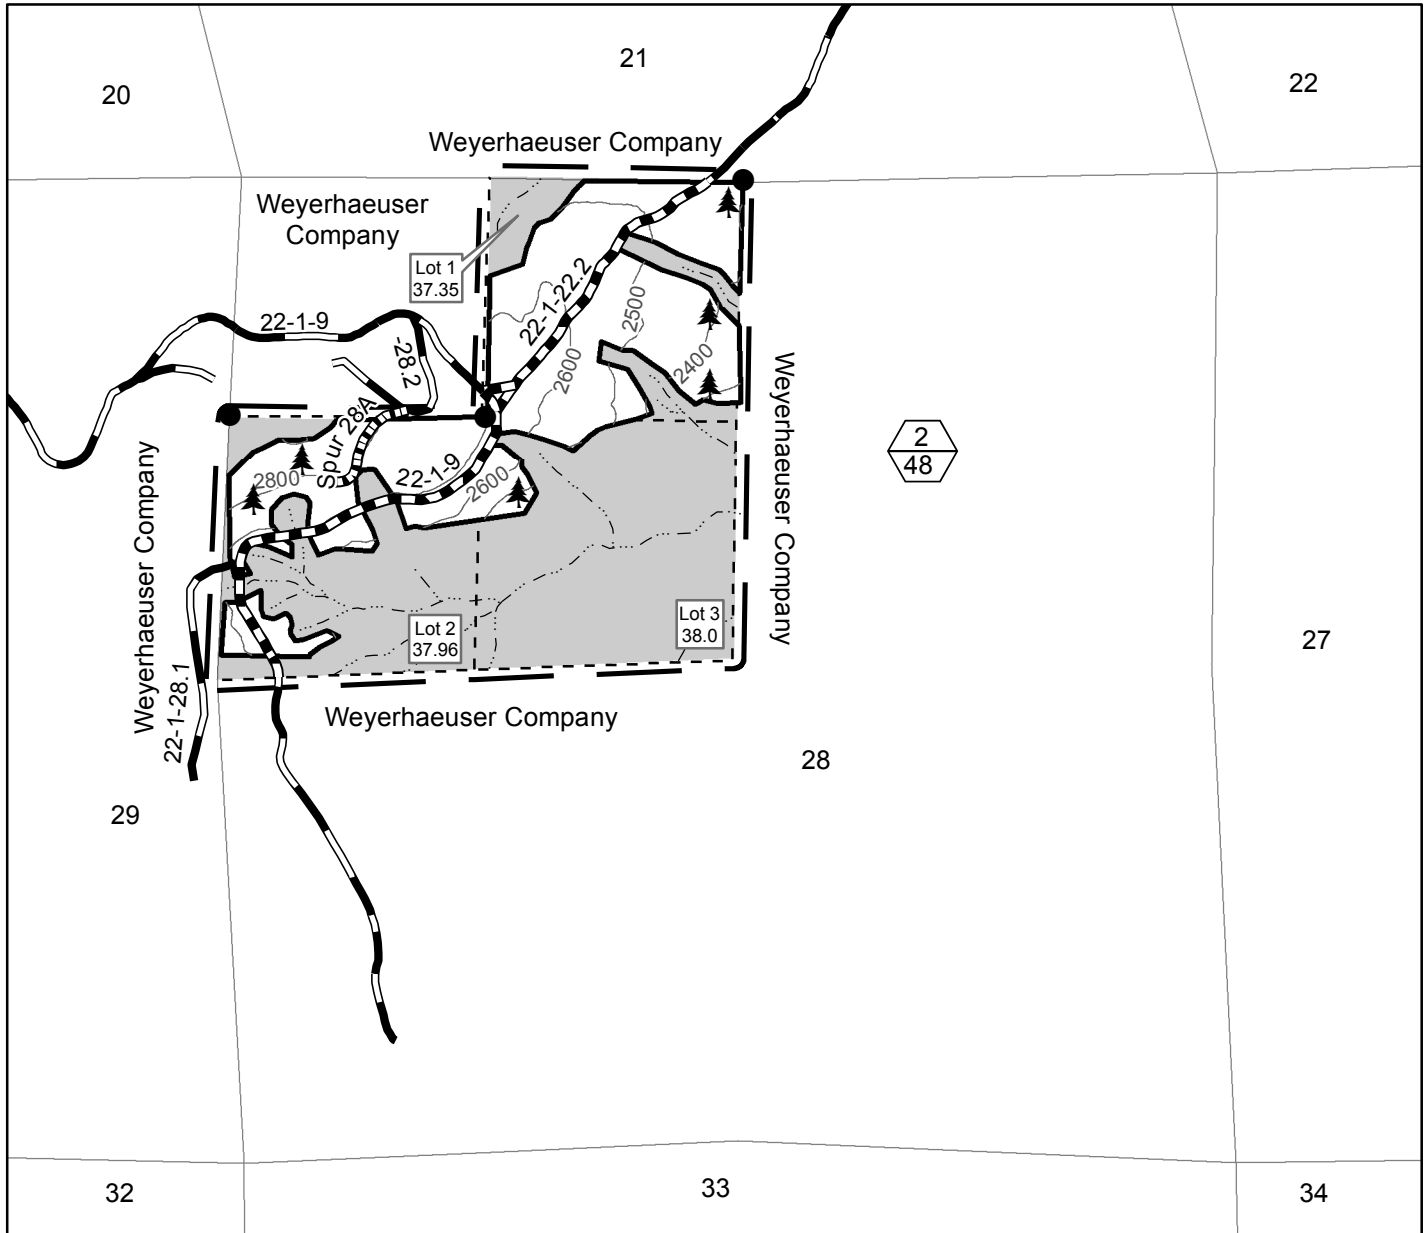 21
20
22
Weyerhaeuser Company
Weyerhaeuser
Company
Lot 1
37.35
22-1-22.2
2500
22-1-9
-28.2
2600
2400
Spur 28A
2
48
2800
22-1-9
2600
Weyerhaeuser Company
Weyerhaeuser Company
Lot 3
38.0
Lot 2
37.96
27
22-1-28.1
Weyerhaeuser Company
28
29
32
33
34